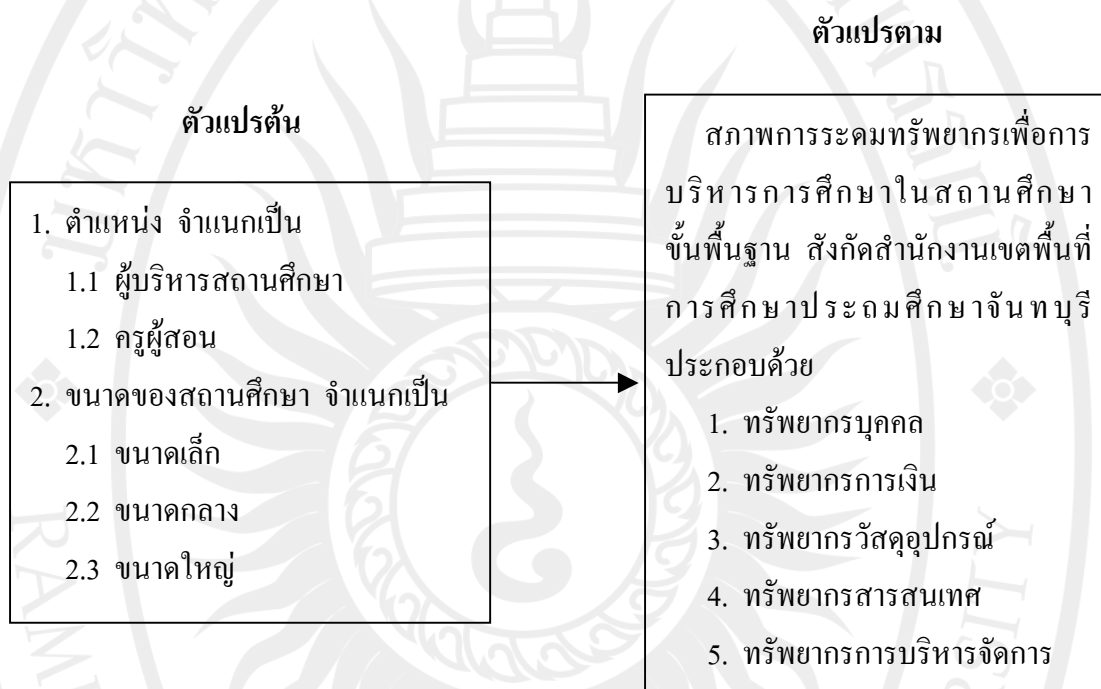 ตัวแปรต้น
1. ตำแหน่ง จำแนกเป็น
1.1 ผู้บริหารสถานศึกษา
1.2 ครูผู้สอน
2. ขนาดของสถานศึกษา จำแนกเป็น
2.1 ขนาดเล็ก
2.2 ขนาดกลาง
2.3 ขนาดใหญ่
ตัวแปรตาม
สภาพการระดมทรัพยากรเพื่อการ
บริหารการศึกษาในสถานศึกษา
ขั้นพื้นฐาน สังกัดสำนักงานเขตพื้นที่
การศึกษาประถมศึกษาจันทบุรี
ประกอบด้วย
1. ทรัพยากรบุคคล
2. ทรัพยากรการเงิน
3. ทรัพยากรวัสดุอุปกรณ์
4. ทรัพยากรสารสนเทศ
5. ทรัพยากรการบริหารจัดการ